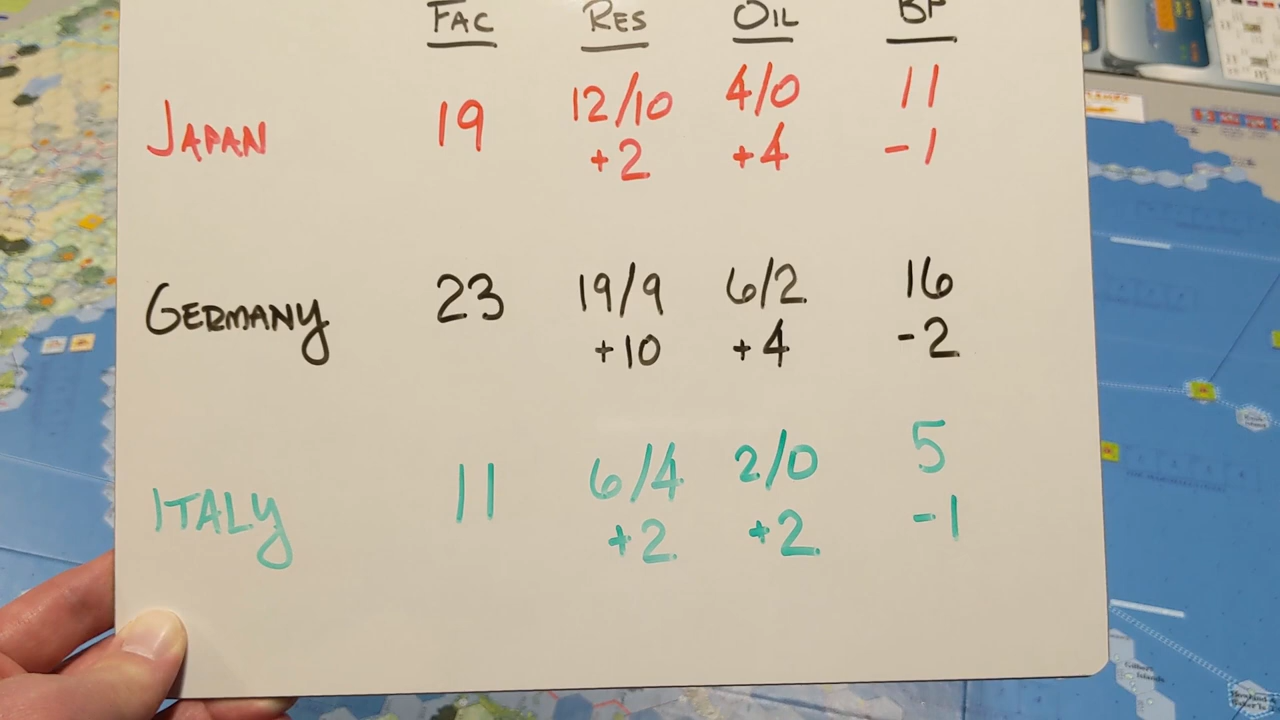 FAC RES OIL BP
JAPAN 19 12/10 4/0 11
+2 +4 -1
GERMANY 23 19/9 6/2 16
+10 +4 -2
ITALY 11 6/4 2/0 5
+2 +2 -1